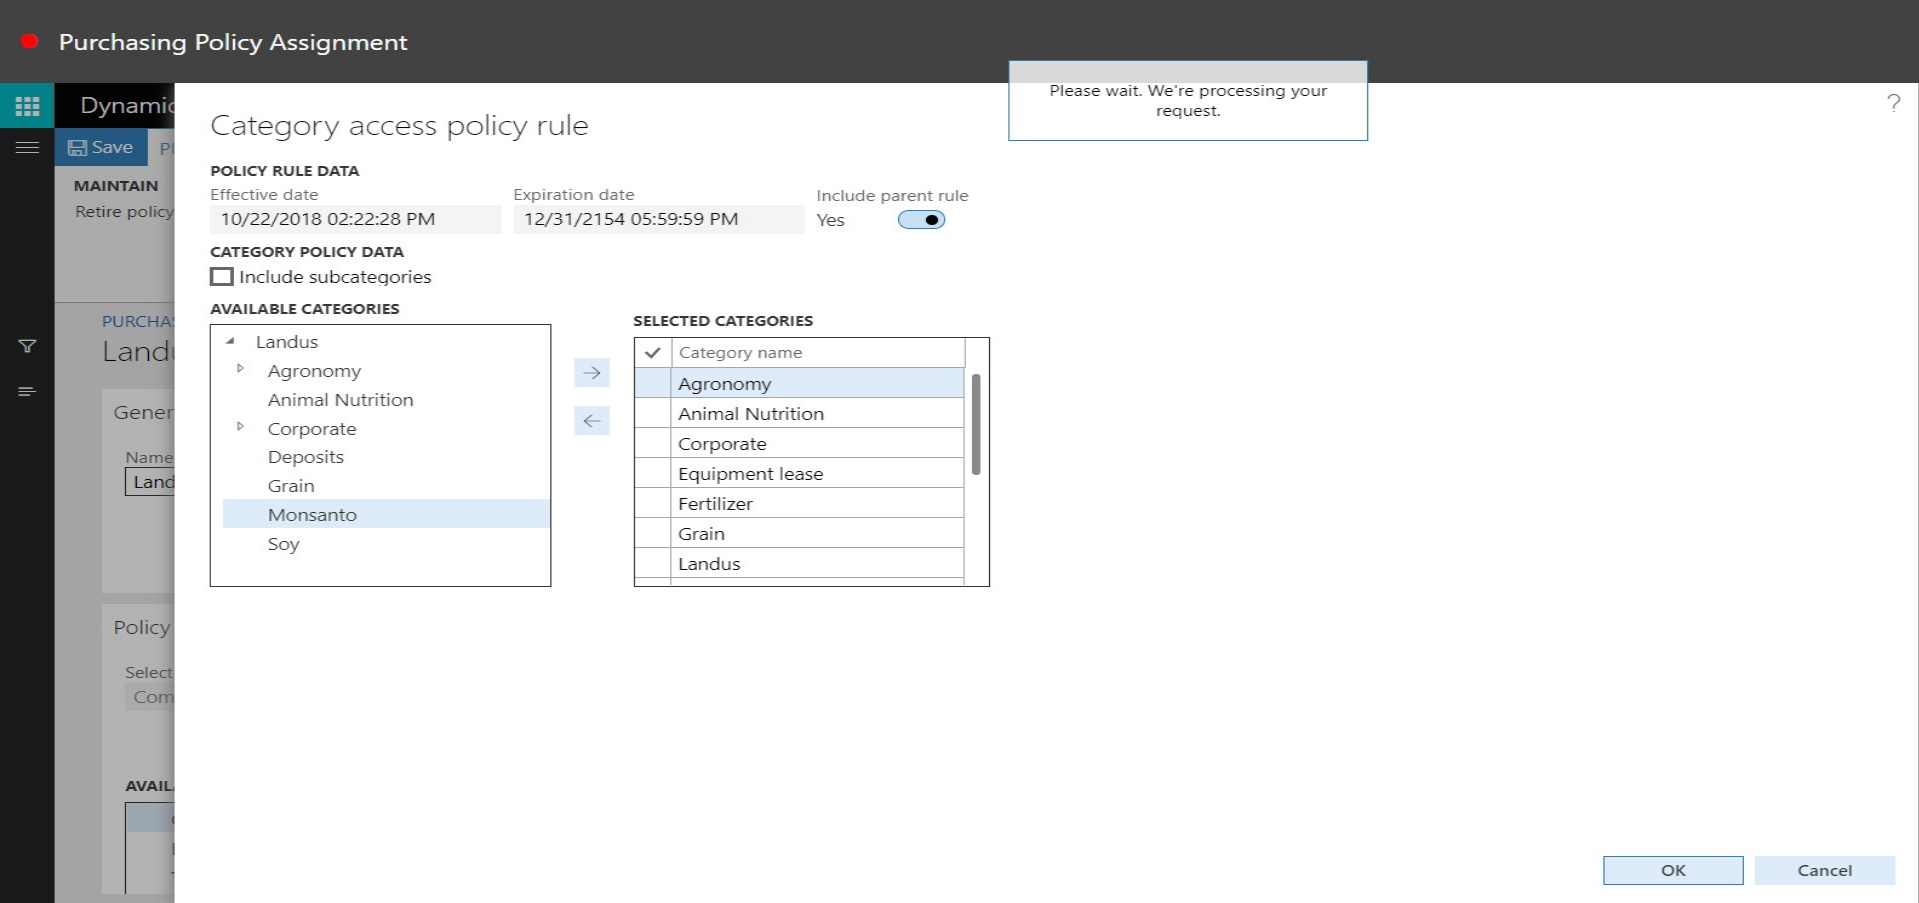 Purchasing Policy Assignment
Please wait. We're processing your
request.
?
Dynamic
Save
MAINTAIN
Retire policy
PURCHAS
Landu
Gener
Name
Land
Policy
Select
Com
AVAIL
Category access policy rule
POLICY RULE DATA
Effective date
10/22/2018 02:22:28 PM
Expiration date
12/31/2154 05:59:59 PM
Include parent rule
Yes
CATEGORY POLICY DATA
Include subcategories
AVAILABLE CATEGORIES
Landus
Agronomy
Animal Nutrition
Corporate
Deposits
Grain
Monsanto
Soy
SELECTED CATEGORIES
Category name
Agronomy
Animal Nutrition
Corporate
Equipment lease
Fertilizer
Grain
Landus
OK
Cancel